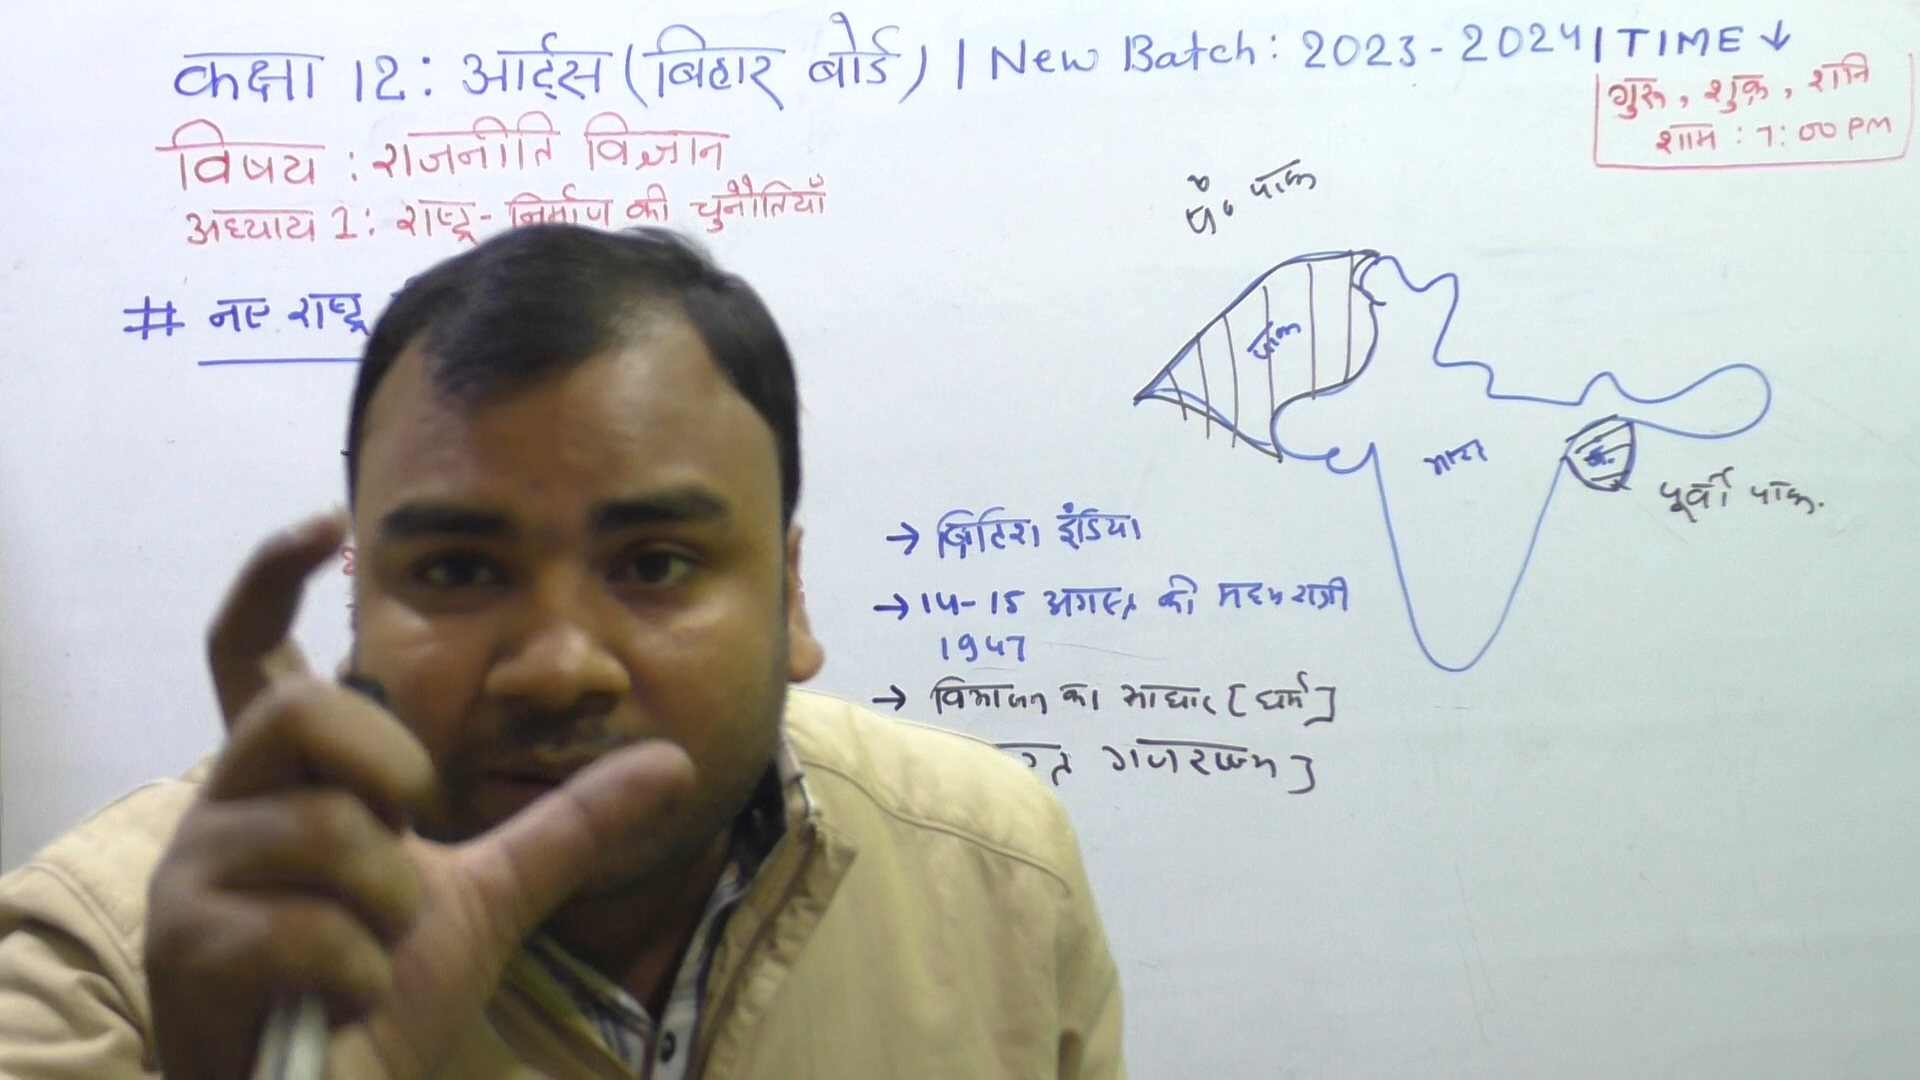 कक्षा 12: आर्ट्स (बिहार बोर्ड) | New Batch: 2023-2024 | TIME ↓
गुरु, शुक्र, शनि
शाम : 7:00 PM
विषय : राजनीति विज्ञान
अध्याय 1: राष्ट्र-निर्माण की चुनौतियाँ
# नए राष्ट्र
प० पाक
पाक
भारत
पूर्वी पाक.
→ ब्रिटिश इंडिया
→ 14-15 अगस्त की मध्य रात्री
1947
→ विभाजन का आधार [धर्म]